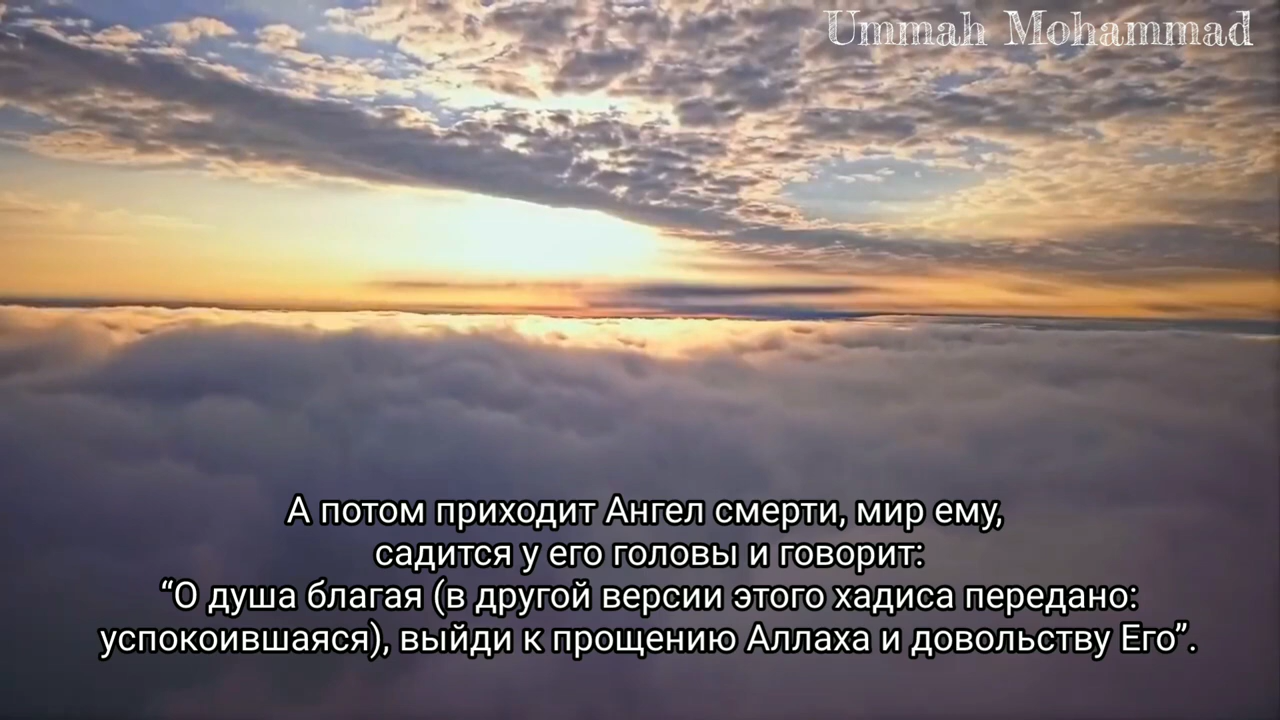 Ummah Mohammad
А потом приходит Ангел смерти, мир ему,
садится у его головы и говорит:
“О душа благая (в другой версии этого хадиса передано:
успокоившаяся), выйди к прощению Аллаха и довольству Его”.